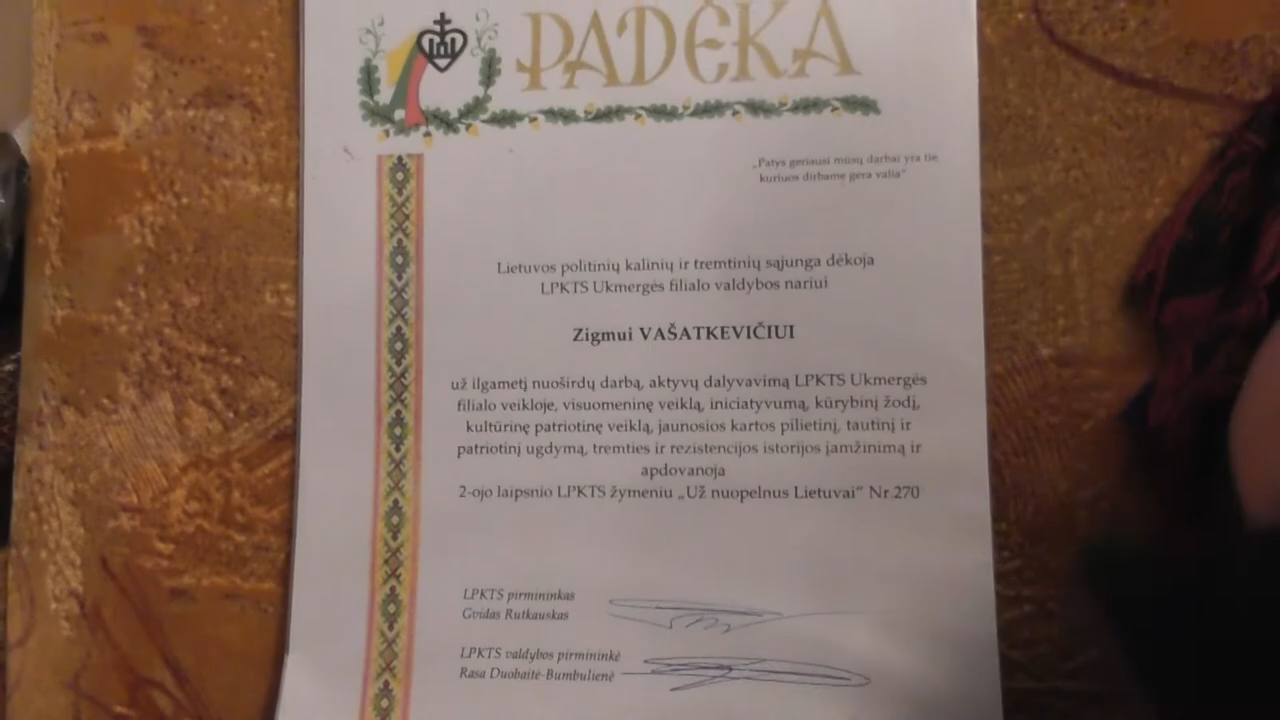 PADĖKA
„Patys geriausi mūsų darbai yra tie
kuriuos dirbame gera valia“
Lietuvos politinių kalinių ir tremtinių sąjunga dėkoja
LPKTS Ukmergės filialo valdybos nariui
Zigmui VAŠATKEVIČIUI
už ilgametį nuoširdų darbą, aktyvų dalyvavimą LPKTS Ukmergės
filialo veikloje, visuomeninę veiklą, iniciatyvumą, kūrybinį žodį,
kultūrinę patriotinę veiklą, jaunosios kartos pilietinį, tautinį ir
patriotinį ugdymą, tremties ir rezistencijos istorijos įamžinimą ir
apdovanoja
2-ojo laipsnio LPKTS žymeniu „Už nuopelnus Lietuvai“ Nr.270
LPKTS pirmininkas
Gvidas Rutkauskas
LPKTS valdybos pirmininkė
Rasa Duobaitė-Bumbulienė